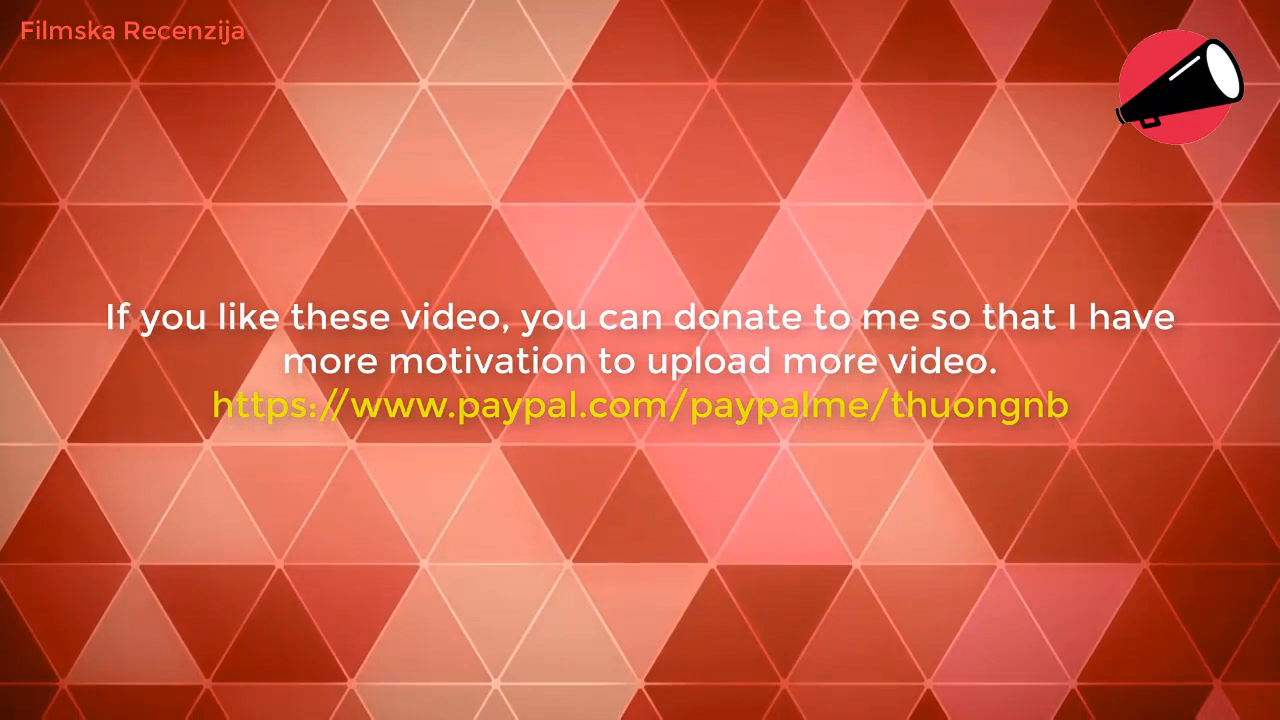 Filmska Recenzija
If you like these video, you can donate to me so that I have
more motivation to upload more video.
https://www.paypal.com/paypalme/thuongnb